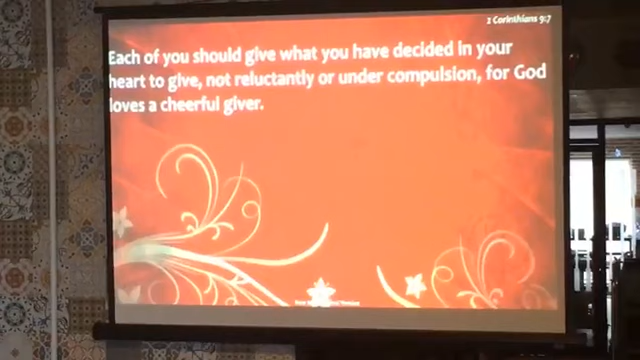 2 Corinthians 9:7
Each of you should give what you have decided in your
heart to give, not reluctantly or under compulsion, for God
loves a cheerful giver.